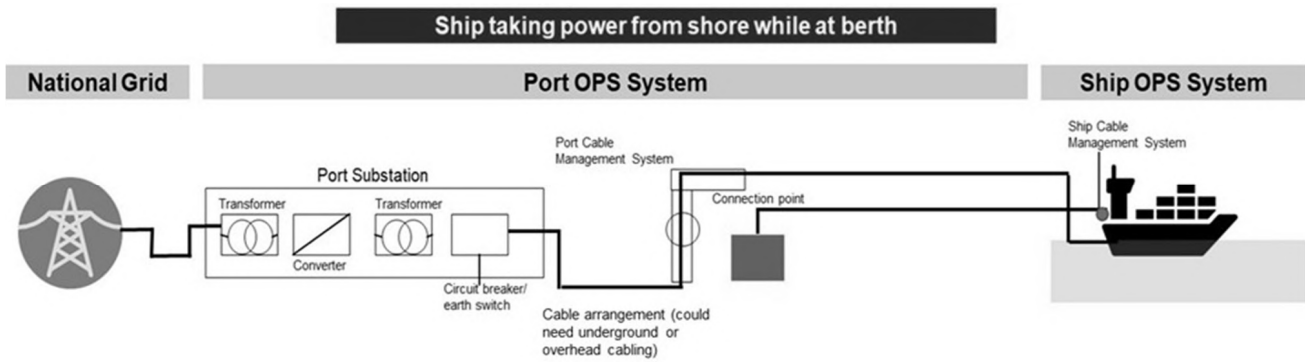 Ship taking power from shore while at berth
National Grid
Port OPS System
Ship OPS System
Ship Cable
Management System
Port Cable
Management System
Port Substation
Transformer
Transformer
Connection point
Converter
Circuit breaker/
earth switch
Cable arrangement (could
need underground or
overhead cabling)